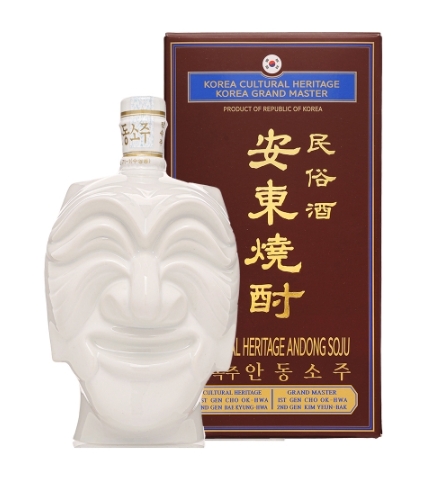 KOREA CULTURAL HERITAGE
KOREA GRAND MASTER
PRODUCT OF REPUBLIC OF KOREA
民俗酒
安東燒酎
동소주
HERITAGE ANDONG SOJU
안동소주
CULTURAL HERITAGE
1ST GEN CHO OK-HWA
2ND GEN BAE KYUNG-HWA
GRAND MASTER
1ST GEN CHO OK-HWA
2ND GEN KIM YEUN-BAK